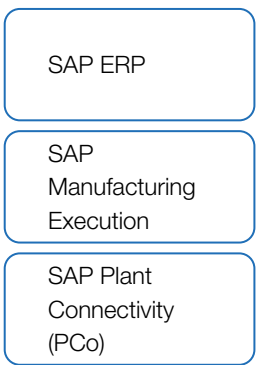 SAP ERP
SAP
Manufacturing
Execution
SAP Plant
Connectivity
(PCo)